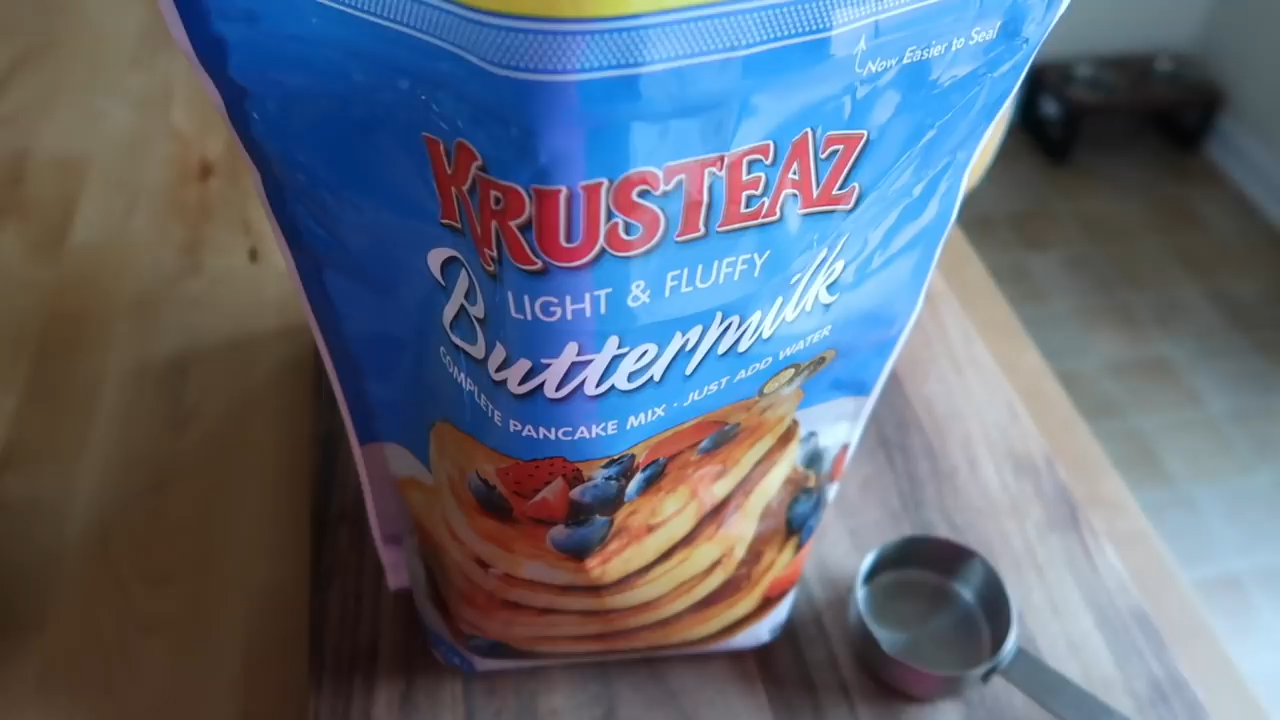 Now Easier to Seal
KRUSTEAZ
LIGHT & FLUFFY
Buttermilk
COMPLETE PANCAKE MIX · JUST ADD WATER